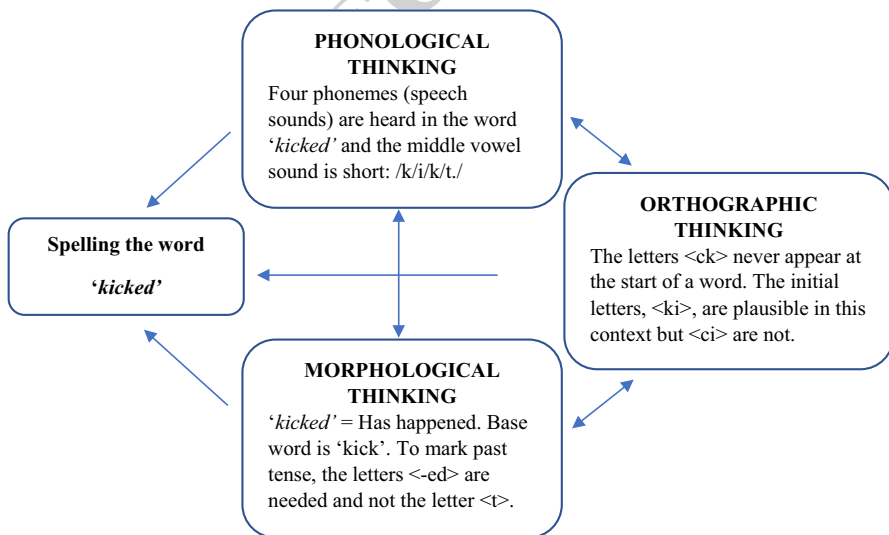 PHONOLOGICAL
THINKING
Four phonemes (speech
sounds) are heard in the word
‘kicked’ and the middle vowel
sound is short: /k/i/k/t./
Spelling the word
‘kicked’
ORTHOGRAPHIC
THINKING
The letters <ck> never appear at
the start of a word. The initial
letters, <ki>, are plausible in this
context but <ci> are not.
MORPHOLOGICAL
THINKING
‘kicked’ = Has happened. Base
word is ‘kick’. To mark past
tense, the letters <-ed> are
needed and not the letter <t>.